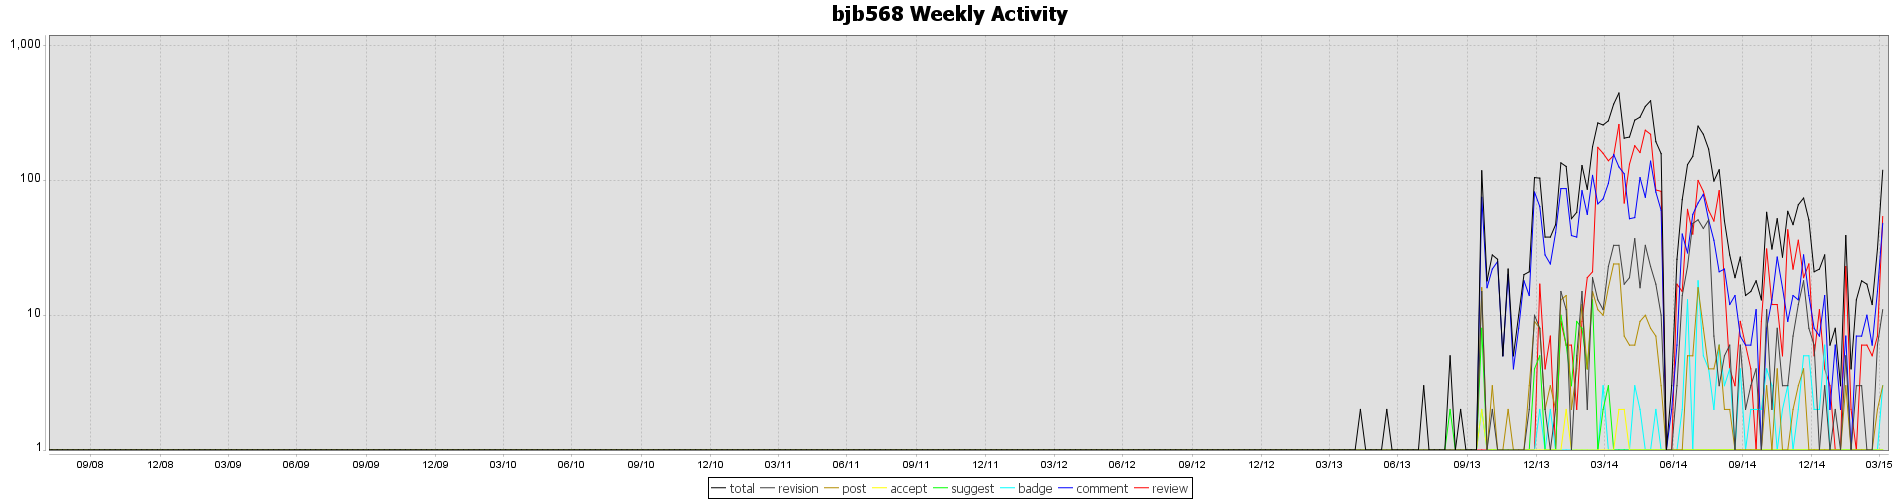 bjb568 Weekly Activity
1,000
100
10
1
09/08 12/08 03/09 06/09 09/09 12/09 03/10 06/10 09/10 12/10 03/11 06/11 09/11 12/11 03/12 06/12 09/12 12/12 03/13 06/13 09/13 12/13 03/14 06/14 09/14 12/14 03/15
total revision post accept suggest badge comment review